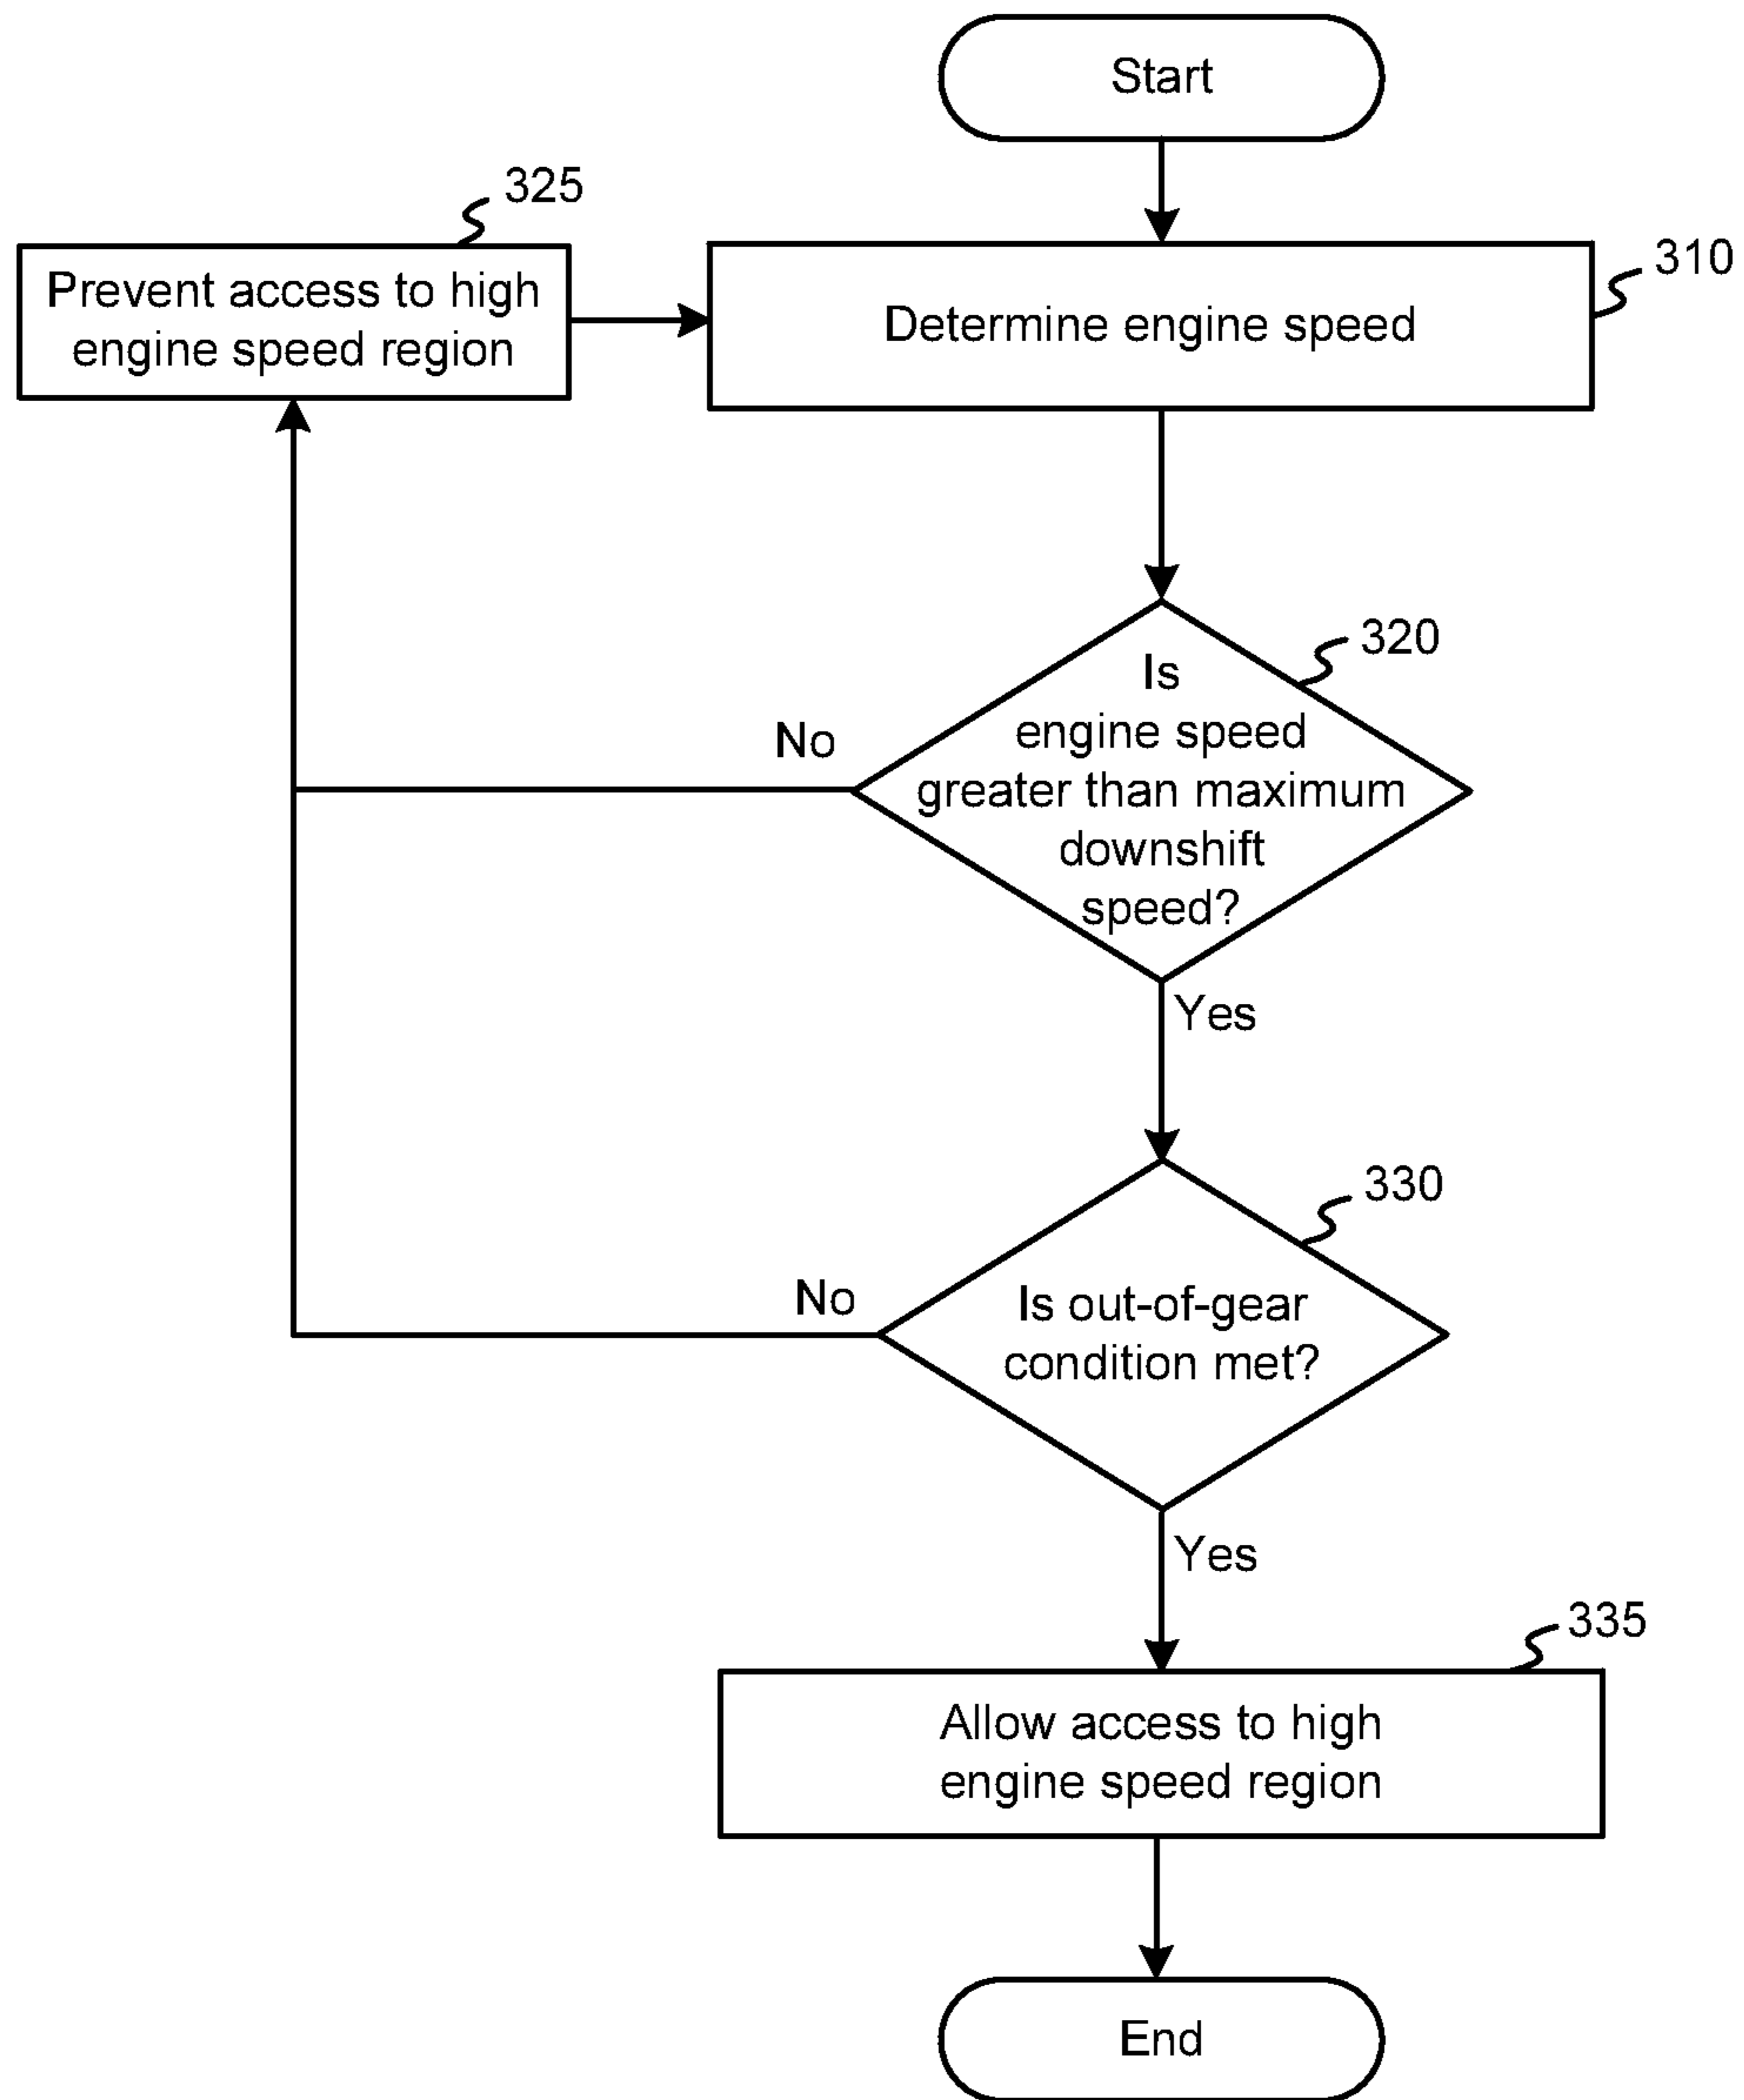 Start
325
Prevent access to high
engine speed region
310
Determine engine speed
320
Is
engine speed
greater than maximum
downshift
speed?
No
Yes
330
Is out-of-gear
condition met?
No
Yes
335
Allow access to high
engine speed region
End